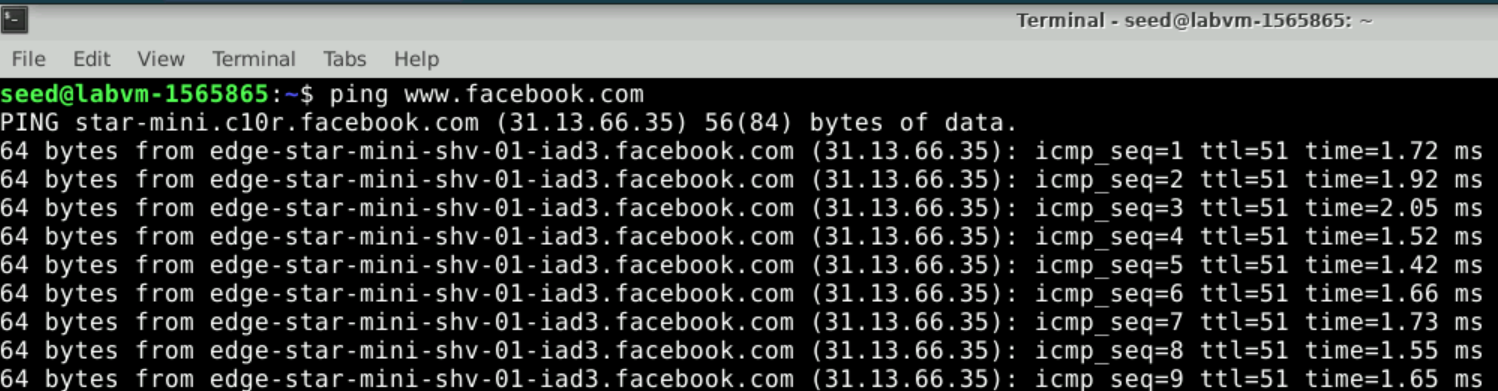 Terminal - seed@labvm-1565865: ~
File Edit View Terminal Tabs Help
seed@labvm-1565865:~$ ping www.facebook.com
PING star-mini.c10r.facebook.com (31.13.66.35) 56(84) bytes of data.
64 bytes from edge-star-mini-shv-01-iad3.facebook.com (31.13.66.35): icmp_seq=1 ttl=51 time=1.72 ms
64 bytes from edge-star-mini-shv-01-iad3.facebook.com (31.13.66.35): icmp_seq=2 ttl=51 time=1.92 ms
64 bytes from edge-star-mini-shv-01-iad3.facebook.com (31.13.66.35): icmp_seq=3 ttl=51 time=2.05 ms
64 bytes from edge-star-mini-shv-01-iad3.facebook.com (31.13.66.35): icmp_seq=4 ttl=51 time=1.52 ms
64 bytes from edge-star-mini-shv-01-iad3.facebook.com (31.13.66.35): icmp_seq=5 ttl=51 time=1.42 ms
64 bytes from edge-star-mini-shv-01-iad3.facebook.com (31.13.66.35): icmp_seq=6 ttl=51 time=1.66 ms
64 bytes from edge-star-mini-shv-01-iad3.facebook.com (31.13.66.35): icmp_seq=7 ttl=51 time=1.73 ms
64 bytes from edge-star-mini-shv-01-iad3.facebook.com (31.13.66.35): icmp_seq=8 ttl=51 time=1.55 ms
64 bytes from edge-star-mini-shv-01-iad3.facebook.com (31.13.66.35): icmp_seq=9 ttl=51 time=1.65 ms